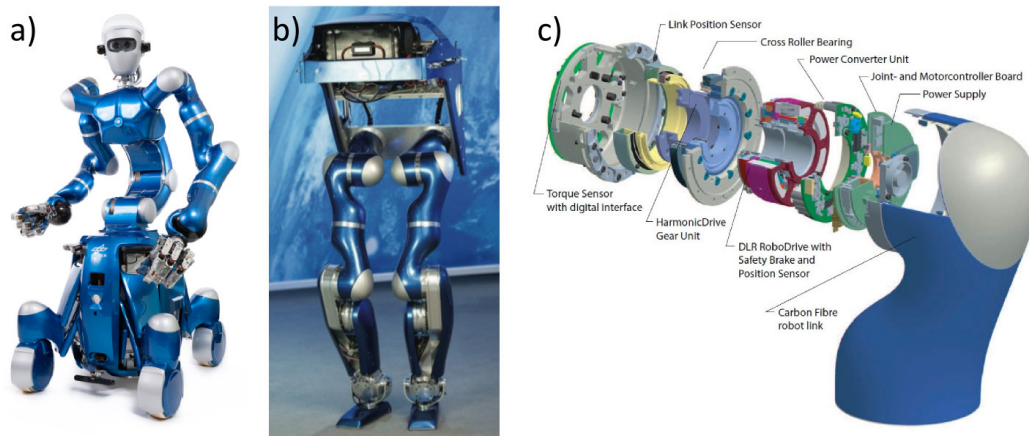 a)
b)
c)
Link Position Sensor
Cross Roller Bearing
Power Converter Unit
Joint- and Motorcontroller Board
Power Supply
Torque Sensor
with digital interface
HarmonicDrive
Gear Unit
DLR RoboDrive with
Safety Brake and
Position Sensor
Carbon Fibre
robot link